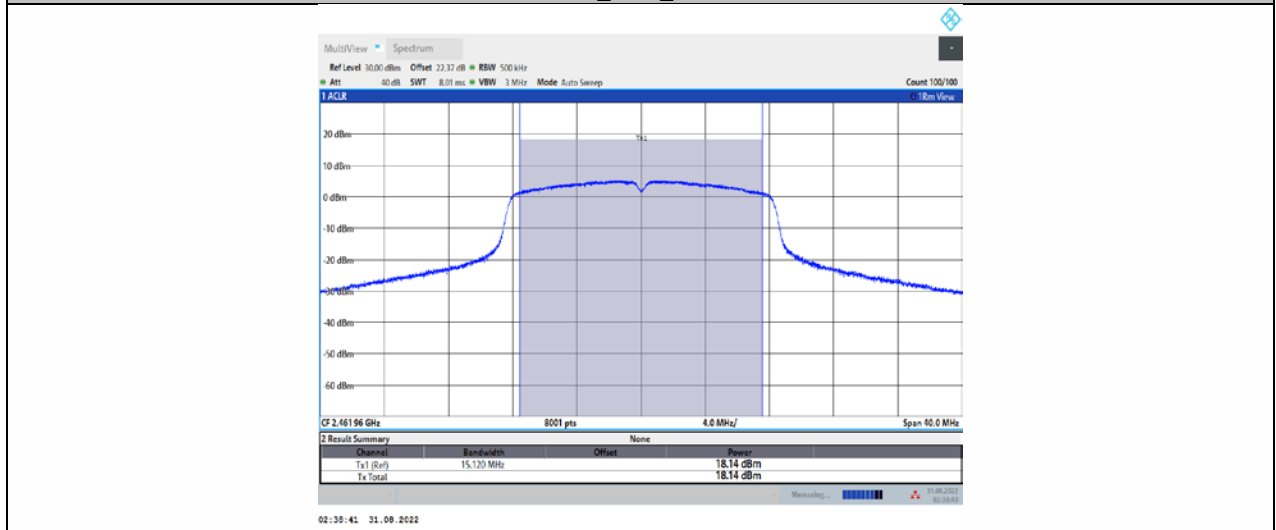 MultiView Spectrum
Ref Level 30.00 dBm Offset 22.37 dB RBW 500 kHz
Att 40 dB SWT 8.01 ms VBW 3 MHz Mode Auto Sweep Count 100/100
1 ACLR 1Rm View
Tx1
20 dBm
10 dBm
0 dBm
-10 dBm
-20 dBm
-30 dBm
-40 dBm
-50 dBm
-60 dBm
CF 2.46196 GHz 8001 pts 4.0 MHz/ Span 40.0 MHz
2 Result Summary None
Channel Bandwidth Offset Power
Tx1 (Ref) 15.120 MHz 18.14 dBm
Tx Total 18.14 dBm
Measuring... 31.08.2022
02:38:41 31.08.2022